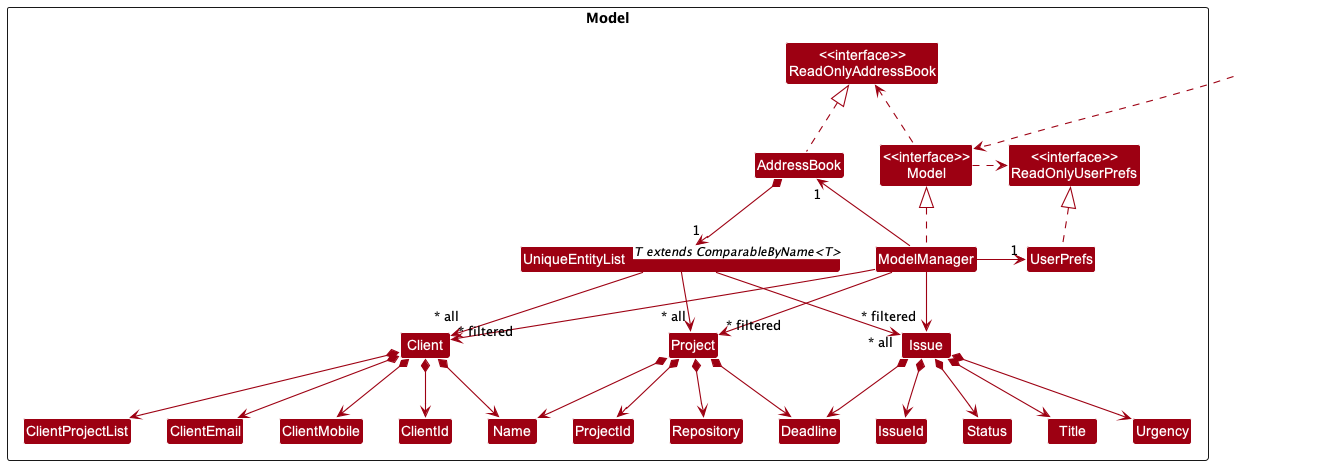 Model
<<interface>>
ReadOnlyAddressBook
AddressBook
<<interface>>
Model
<<interface>>
ReadOnlyUserPrefs
1
1
UniqueEntityList
T extends ComparableByName<T>
ModelManager
1
UserPrefs
* all
* filtered
* all
* filtered
* filtered
* all
Client
Project
Issue
ClientProjectList
ClientEmail
ClientMobile
ClientId
Name
ProjectId
Repository
Deadline
IssueId
Status
Title
Urgency